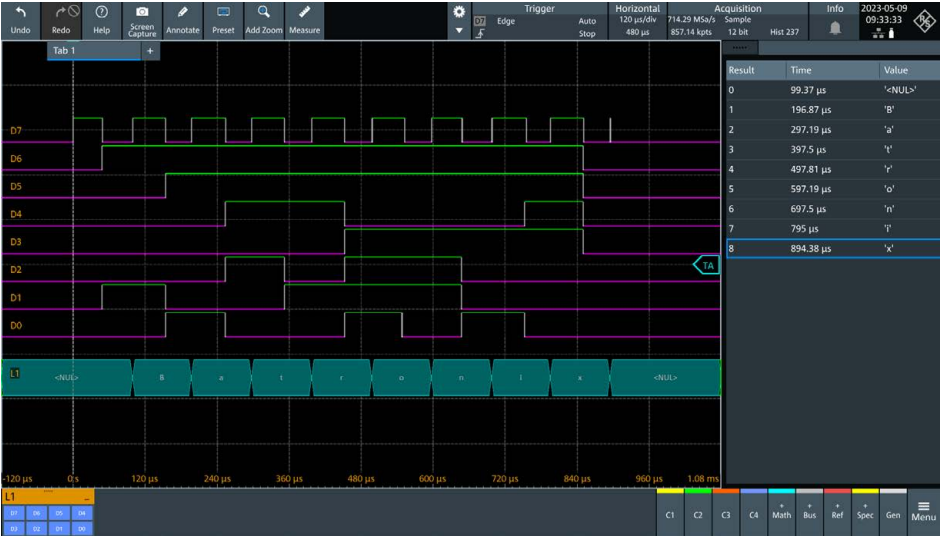 Undo
Redo
Help
Screen
Capture
Annotate
Preset
Add Zoom
Measure
Trigger
D7 Edge Auto
Stop
Horizontal
120 µs/div
480 µs
Acquisition
714.29 MSa/s Sample
857.14 kpts 12 bit Hist 237
Info
2023-05-09
09:33:33
R&S
Tab 1
+
Result Time Value
0 99.37 µs '<NUL>'
1 196.87 µs 'B'
2 297.19 µs 'a'
3 397.5 µs 't'
4 497.81 µs 'r'
5 597.19 µs 'o'
6 697.5 µs 'n'
7 795 µs 'i'
8 894.38 µs 'x'
D7
D6
D5
D4
D3
D2
TA
D1
D0
L1 <NUL> B a t r o n i x <NUL>
-120 µs 0 s 120 µs 240 µs 360 µs 480 µs 600 µs 720 µs 840 µs 960 µs 1.08 ms
L1
D7 D6 D5 D4
D3 D2 D1 D0
C1 C2 C3 C4
+ Math
+ Bus
+ Ref
+ Spec
Gen
Menu